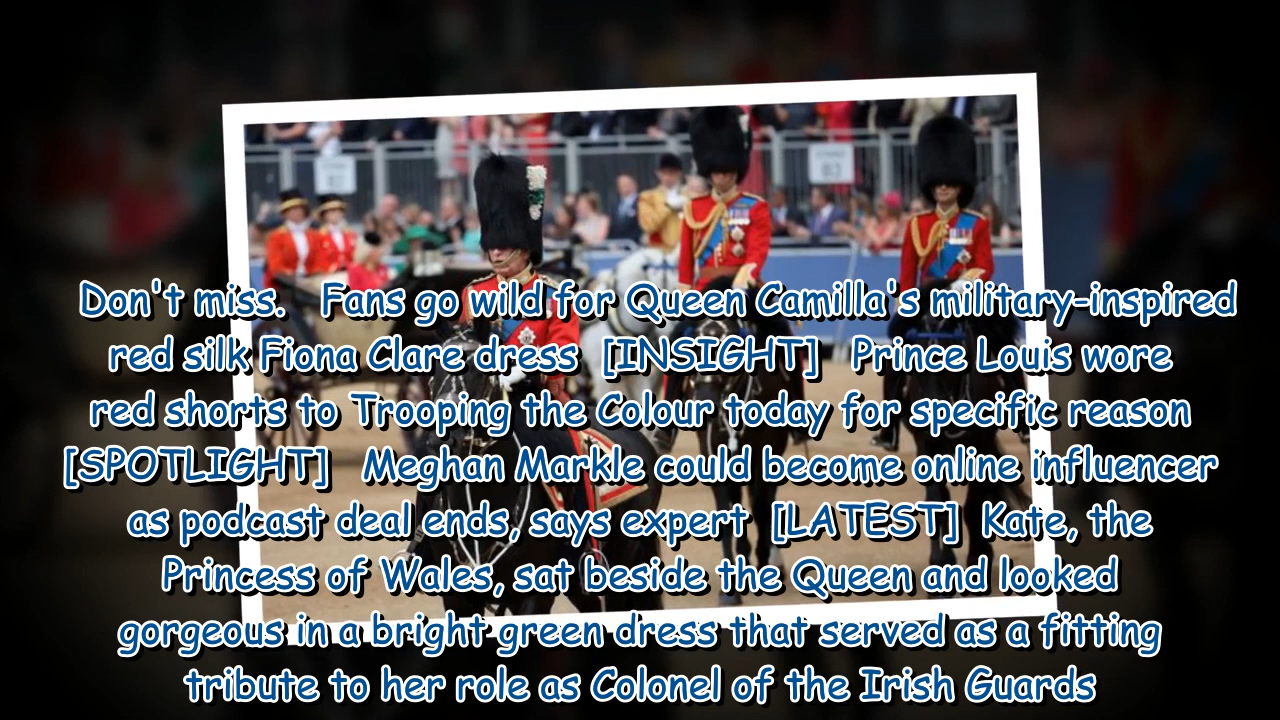 Don't miss.   Fans go wild for Queen Camilla's military-inspired
red silk Fiona Clare dress  [INSIGHT]   Prince Louis wore
red shorts to Trooping the Colour today for specific reason
[SPOTLIGHT]   Meghan Markle could become online influencer
as podcast deal ends, says expert  [LATEST]  Kate, the
Princess of Wales, sat beside the Queen and looked
gorgeous in a bright green dress that served as a fitting
tribute to her role as Colonel of the Irish Guards